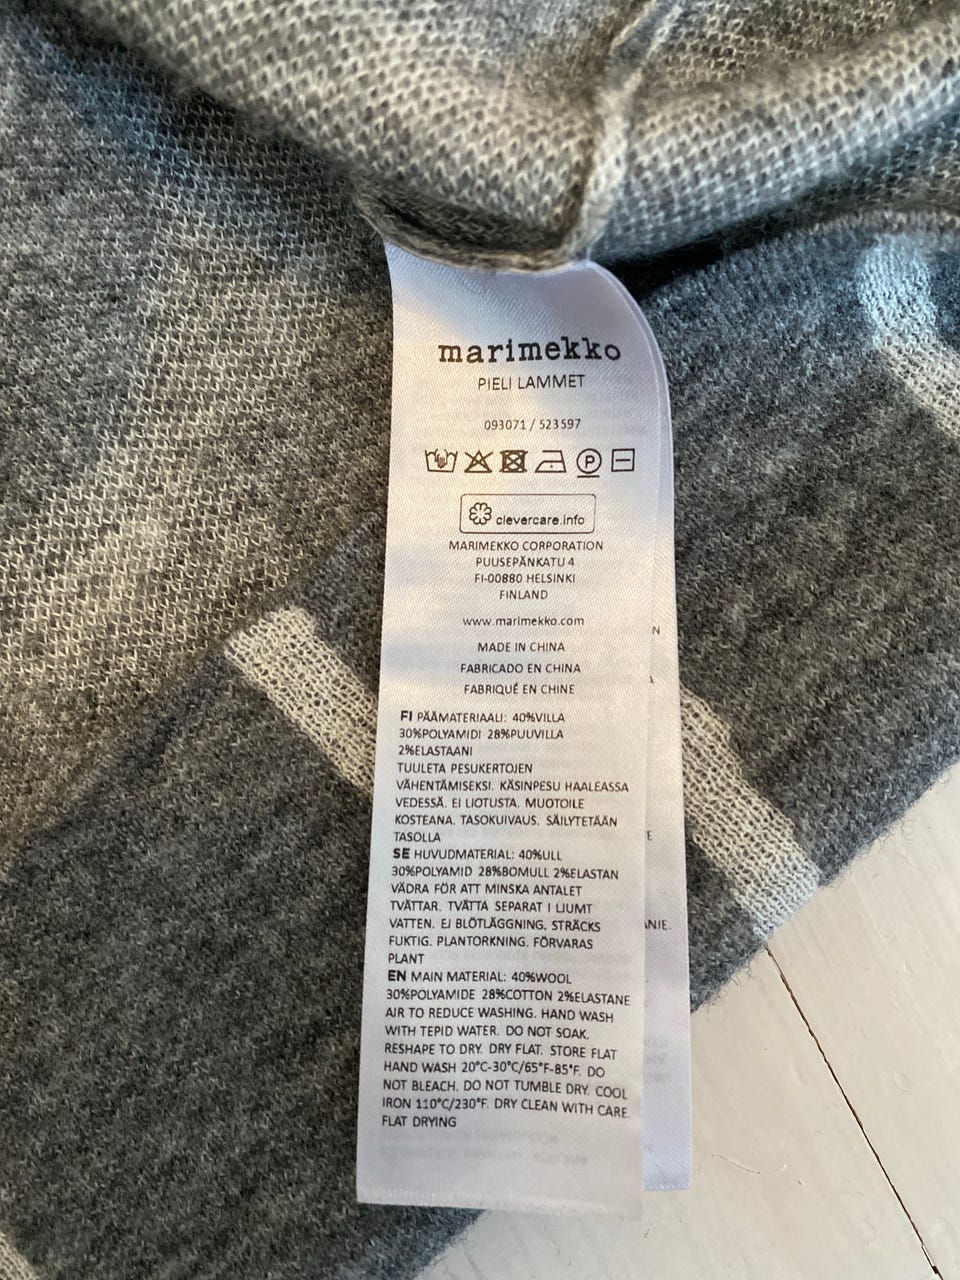 marimekko
PIELI LAMMET
093071 / 523597
P
clevercare.info
MARIMEKKO CORPORATION
PUUSEPÄNKATU 4
FI-00880 HELSINKI
FINLAND
www.marimekko.com
MADE IN CHINA
FABRICADO EN CHINA
FABRIQUÉ EN CHINE
FI PÄÄMATERIAALI: 40%VILLA
30%POLYAMIDI 28%PUUVILLA
2%ELASTAANI
TUULETA PESUKERTOJEN
VÄHENTÄMISEKSI. KÄSINPESU HAALEASSA
VEDESSÄ. EI LIOTUSTA. MUOTOILE
KOSTEANA. TASOKUIVAUS. SÄILYTETÄÄN
TASOLLA
SE HUVUDMATERIAL: 40%ULL
30%POLYAMID 28%BOMULL 2%ELASTAN
VÄDRA FÖR ATT MINSKA ANTALET
TVÄTTAR. TVÄTTA SEPARAT I LJUMT
VATTEN. EJ BLÖTLÄGGNING. STRÄCKS
FUKTIG. PLANTORKNING. FÖRVARAS
PLANT
EN MAIN MATERIAL: 40%WOOL
30%POLYAMIDE 28%COTTON 2%ELASTANE
AIR TO REDUCE WASHING. HAND WASH
WITH TEPID WATER. DO NOT SOAK.
RESHAPE TO DRY. DRY FLAT. STORE FLAT
HAND WASH 20°C-30°C/65°F-85°F. DO
NOT BLEACH. DO NOT TUMBLE DRY. COOL
IRON 110°C/230°F. DRY CLEAN WITH CARE.
FLAT DRYING